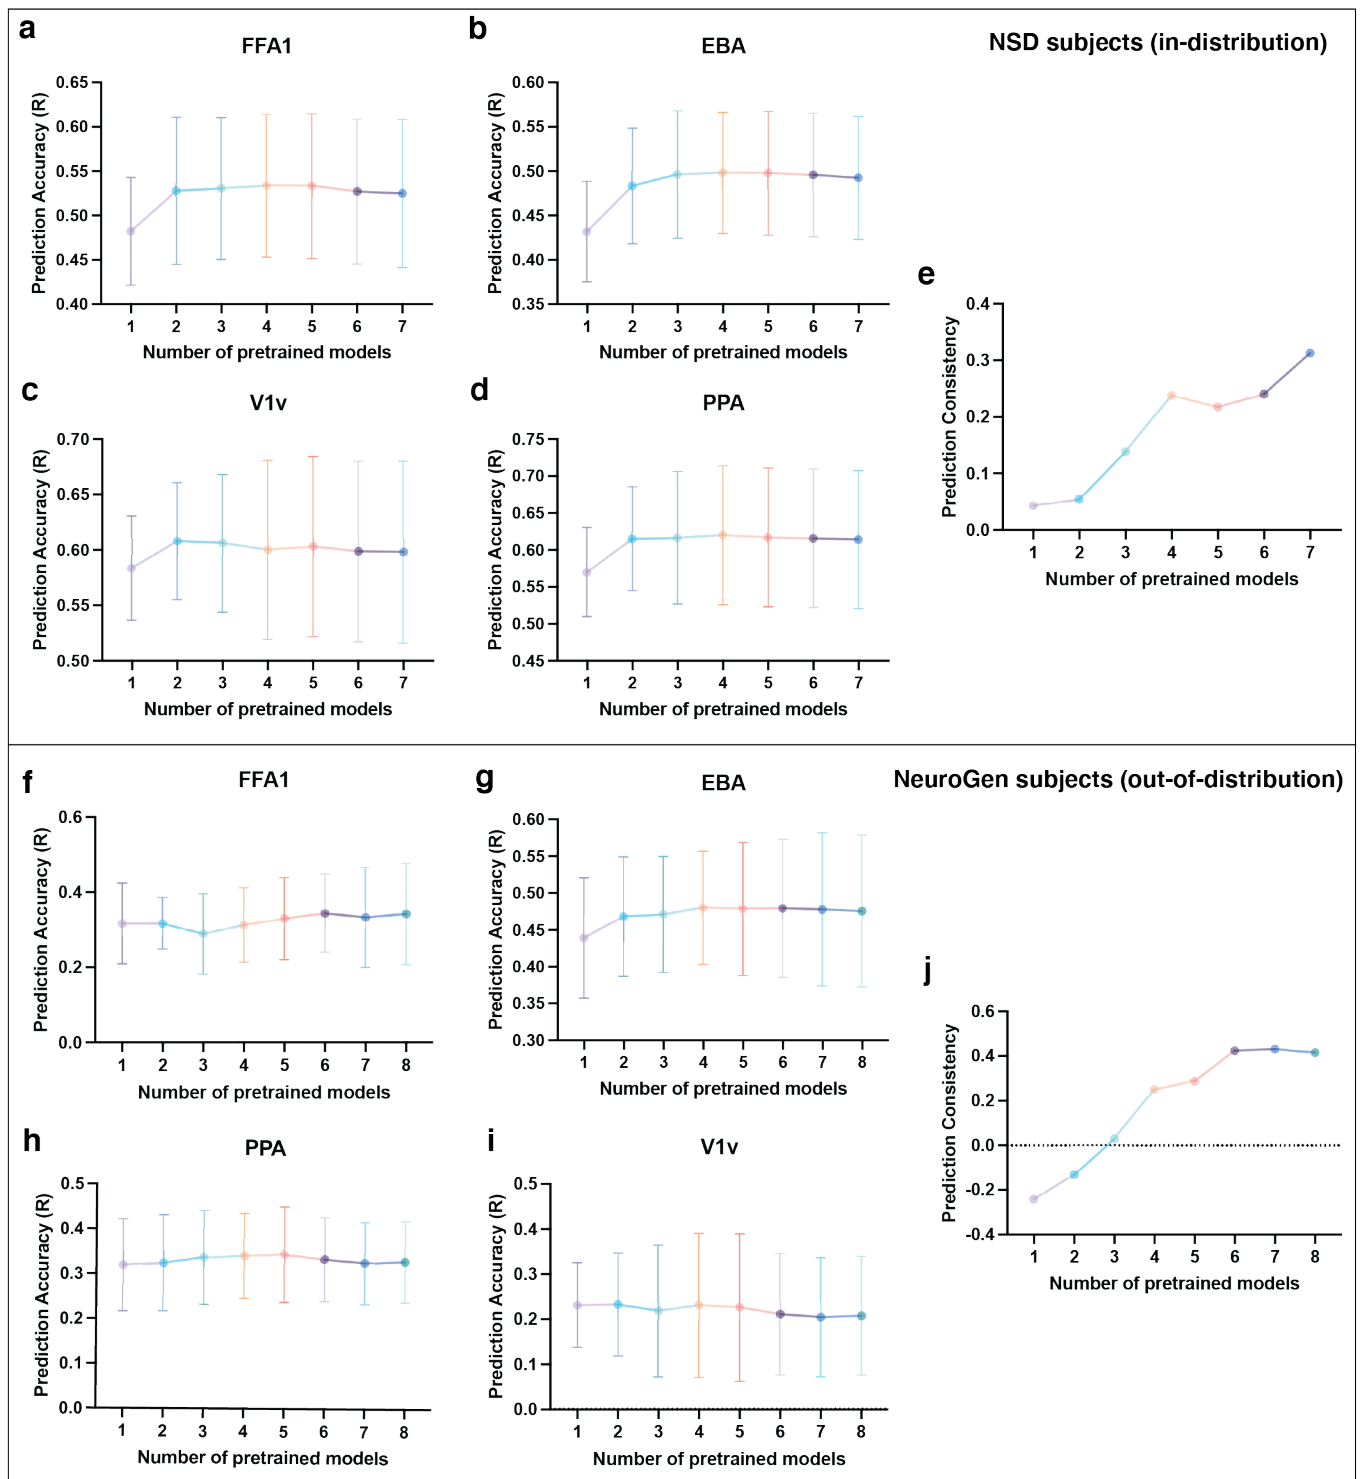 a
FFA1
b
EBA
NSD subjects (in-distribution)
Prediction Accuracy (R)
0.65
0.60
0.55
0.50
0.45
0.40
1 2 3 4 5 6 7
Number of pretrained models
Prediction Accuracy (R)
0.60
0.55
0.50
0.45
0.40
0.35
1 2 3 4 5 6 7
Number of pretrained models
c
V1v
d
PPA
Prediction Accuracy (R)
0.70
0.65
0.60
0.55
0.50
1 2 3 4 5 6 7
Number of pretrained models
Prediction Accuracy (R)
0.75
0.70
0.65
0.60
0.55
0.50
0.45
1 2 3 4 5 6 7
Number of pretrained models
e
Prediction Consistency
0.4
0.3
0.2
0.1
0.0
1 2 3 4 5 6 7
Number of pretrained models
f
FFA1
g
EBA
NeuroGen subjects (out-of-distribution)
Prediction Accuracy (R)
0.6
0.4
0.2
0.0
1 2 3 4 5 6 7 8
Number of pretrained models
Prediction Accuracy (R)
0.60
0.55
0.50
0.45
0.40
0.35
0.30
1 2 3 4 5 6 7 8
Number of pretrained models
h
PPA
i
V1v
Prediction Accuracy (R)
0.5
0.4
0.3
0.2
0.1
0.0
1 2 3 4 5 6 7 8
Number of pretrained models
Prediction Accuracy (R)
0.5
0.4
0.3
0.2
0.1
0.0
1 2 3 4 5 6 7 8
Number of pretrained models
j
Prediction Consistency
0.6
0.4
0.2
0.0
-0.2
-0.4
1 2 3 4 5 6 7 8
Number of pretrained models